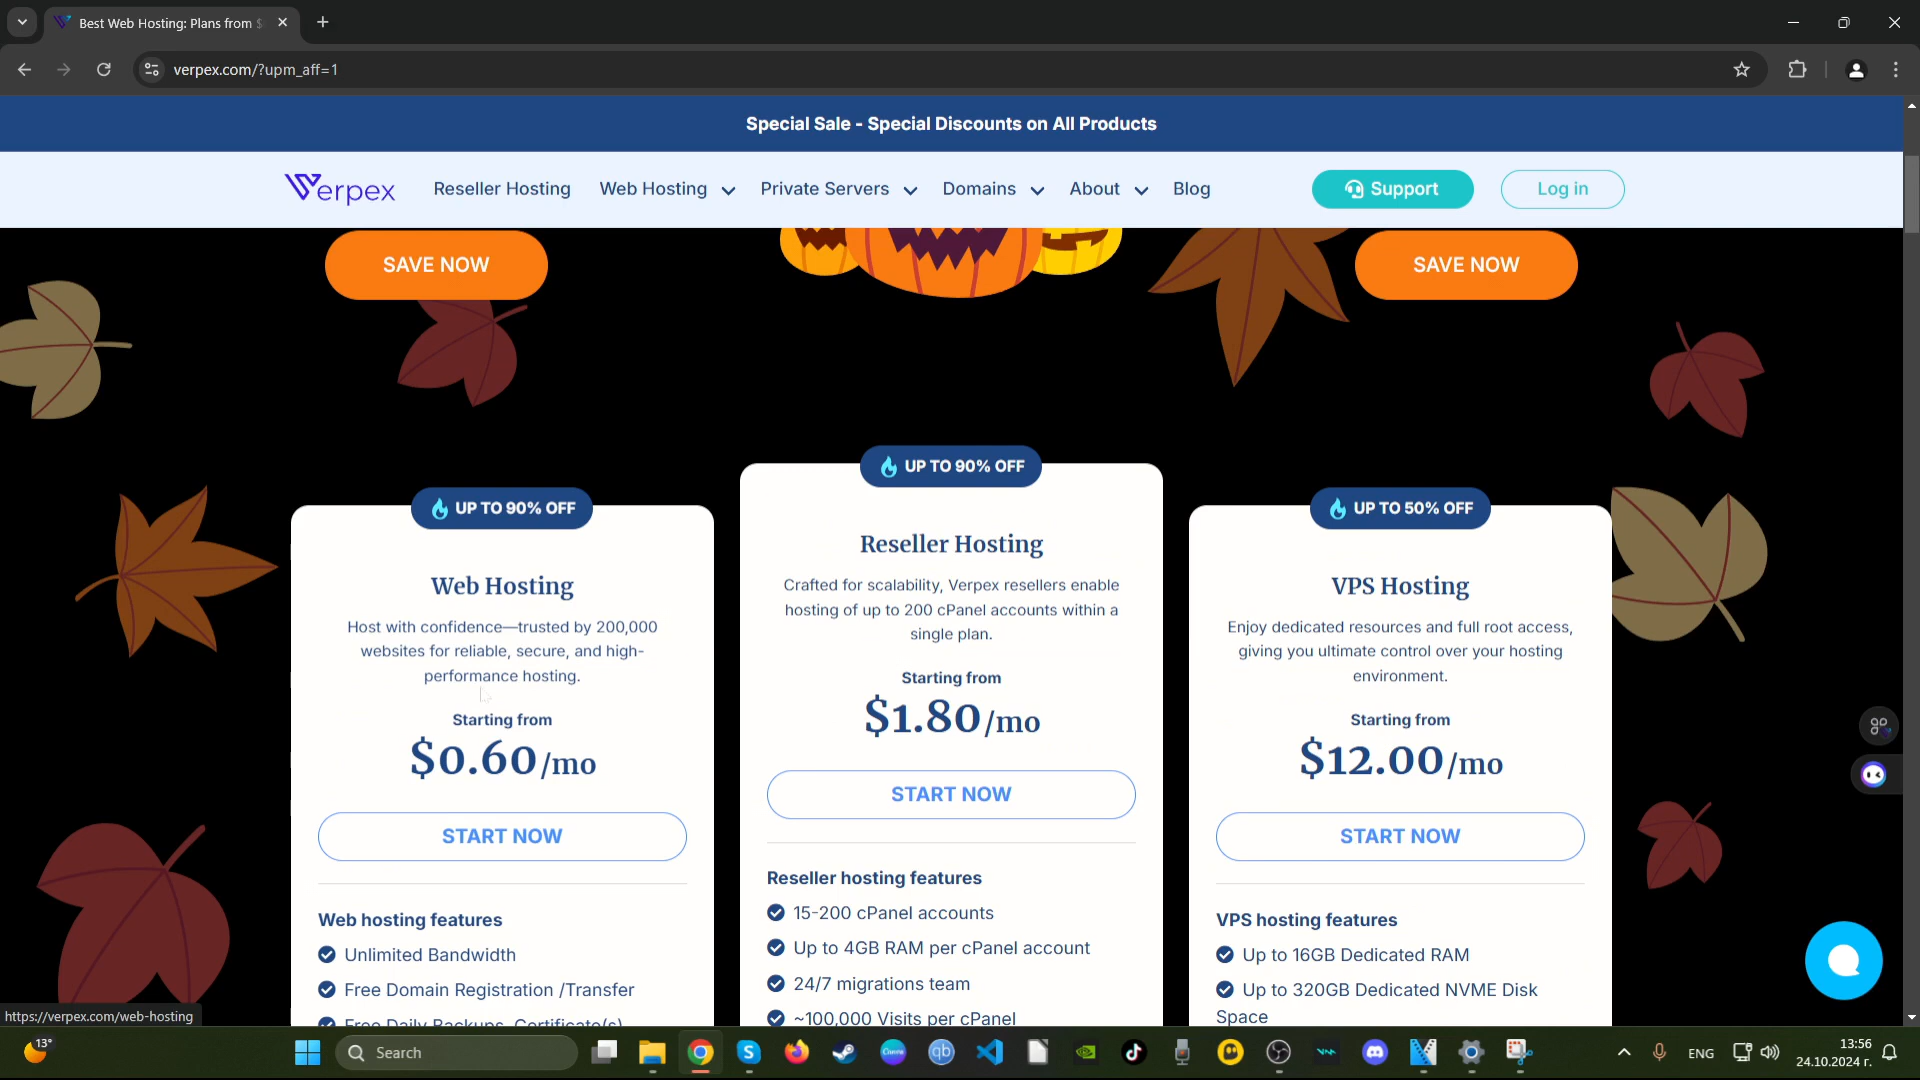 Best Web Hosting: Plans from $
verpex.com/?upm_aff=1
Special Sale - Special Discounts on All Products
Verpex
Reseller Hosting
Web Hosting
Private Servers
Domains
About
Blog
Support
Log in
SAVE NOW
SAVE NOW
UP TO 90% OFF
Web Hosting
Host with confidence—trusted by 200,000
websites for reliable, secure, and high-
performance hosting.
Starting from
$0.60/mo
START NOW
Web hosting features
Unlimited Bandwidth
Free Domain Registration /Transfer
Free Daily Backups, Certificate(s)
UP TO 90% OFF
Reseller Hosting
Crafted for scalability, Verpex resellers enable
hosting of up to 200 cPanel accounts within a
single plan.
Starting from
$1.80/mo
START NOW
Reseller hosting features
15-200 cPanel accounts
Up to 4GB RAM per cPanel account
24/7 migrations team
~100,000 Visits per cPanel
UP TO 50% OFF
VPS Hosting
Enjoy dedicated resources and full root access,
giving you ultimate control over your hosting
environment.
Starting from
$12.00/mo
START NOW
VPS hosting features
Up to 16GB Dedicated RAM
Up to 320GB Dedicated NVME Disk
Space
https://verpex.com/web-hosting
13°
Search
Canva
qb
ENG
13:56
24.10.2024 г.